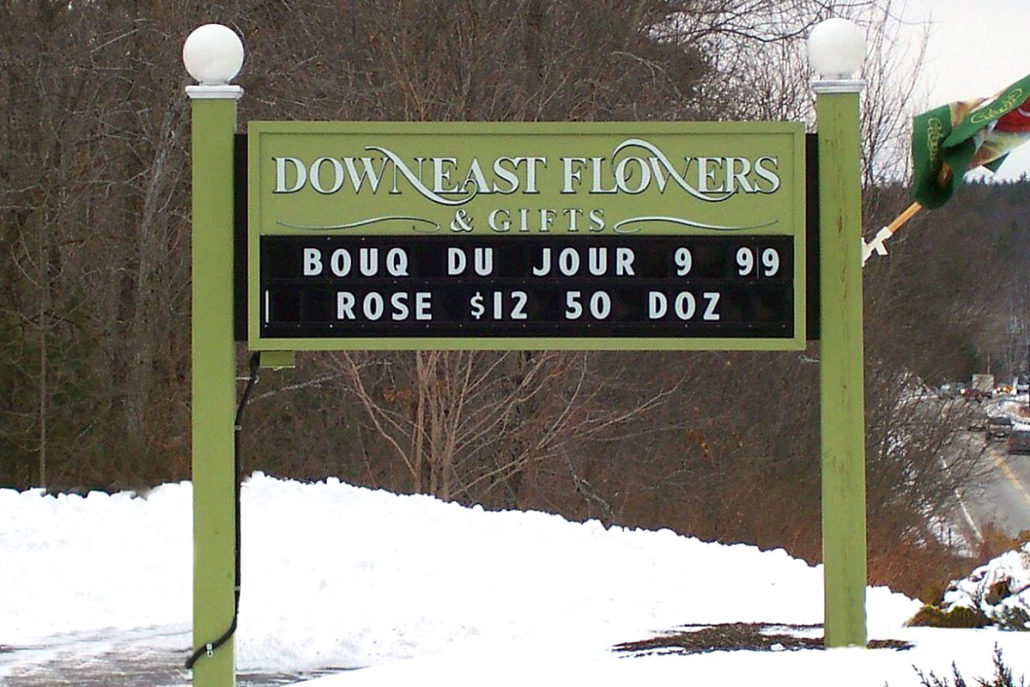 DOWNEAST FLOWERS
& GIFTS
BOUQ DU JOUR 9 99
ROSE $12 50 DOZ